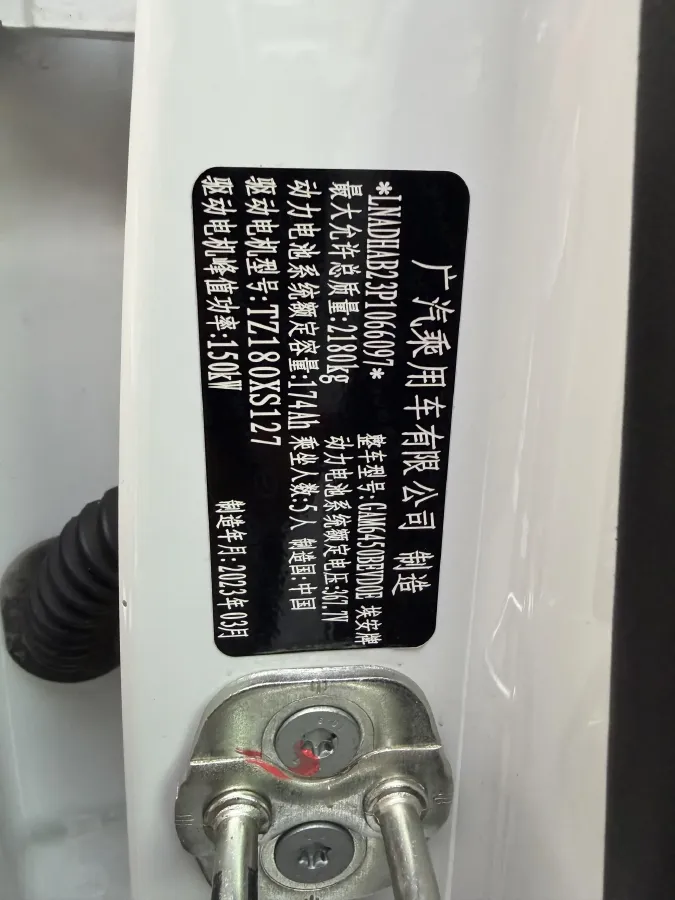 广汽乘用车有限公司 制造
*LNADHAB23P1066097* 整车型号:GAM6450BEVD0E 埃安牌
最大允许总质量:2180kg 动力电池系统额定电压:367.7V
动力电池系统额定容量:174Ah 乘坐人数:5人 制造国:中国
驱动电机型号:TZ180XS127
驱动电机峰值功率:150kW 制造年月:2023年03月